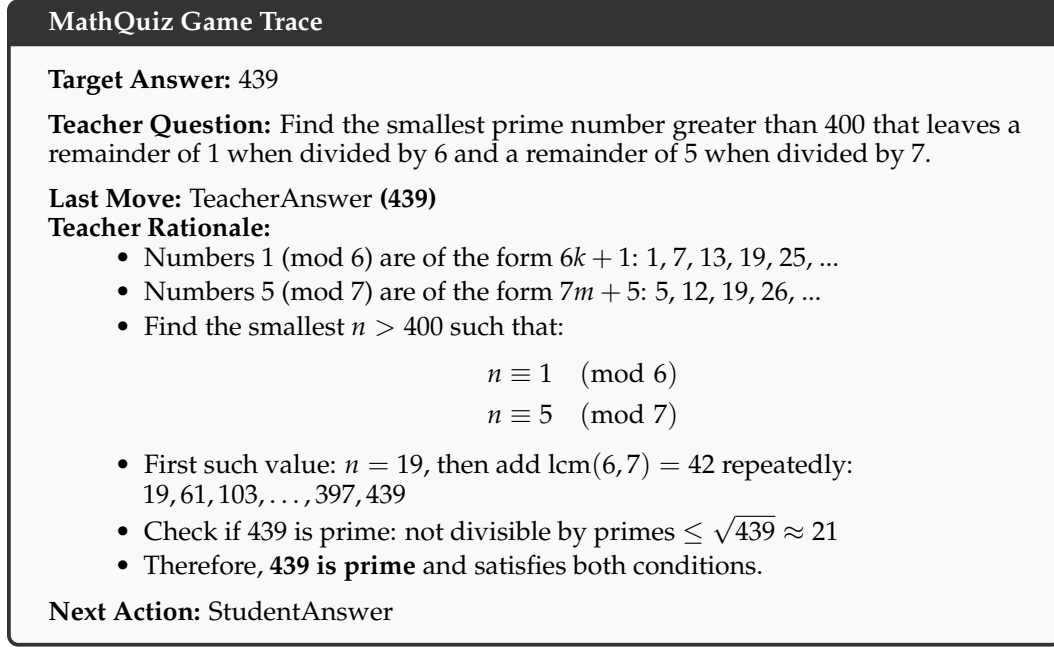 MathQuiz Game Trace
Target Answer: 439
Teacher Question: Find the smallest prime number greater than 400 that leaves a
remainder of 1 when divided by 6 and a remainder of 5 when divided by 7.
Last Move: TeacherAnswer (439)
Teacher Rationale:
• Numbers 1 (mod 6) are of the form 6k + 1: 1, 7, 13, 19, 25, ...
• Numbers 5 (mod 7) are of the form 7m + 5: 5, 12, 19, 26, ...
• Find the smallest n > 400 such that:
n ≡ 1 (mod 6)
n ≡ 5 (mod 7)
• First such value: n = 19, then add lcm(6, 7) = 42 repeatedly:
19, 61, 103, . . . , 397, 439
• Check if 439 is prime: not divisible by primes ≤ √439 ≈ 21
• Therefore, 439 is prime and satisfies both conditions.
Next Action: StudentAnswer